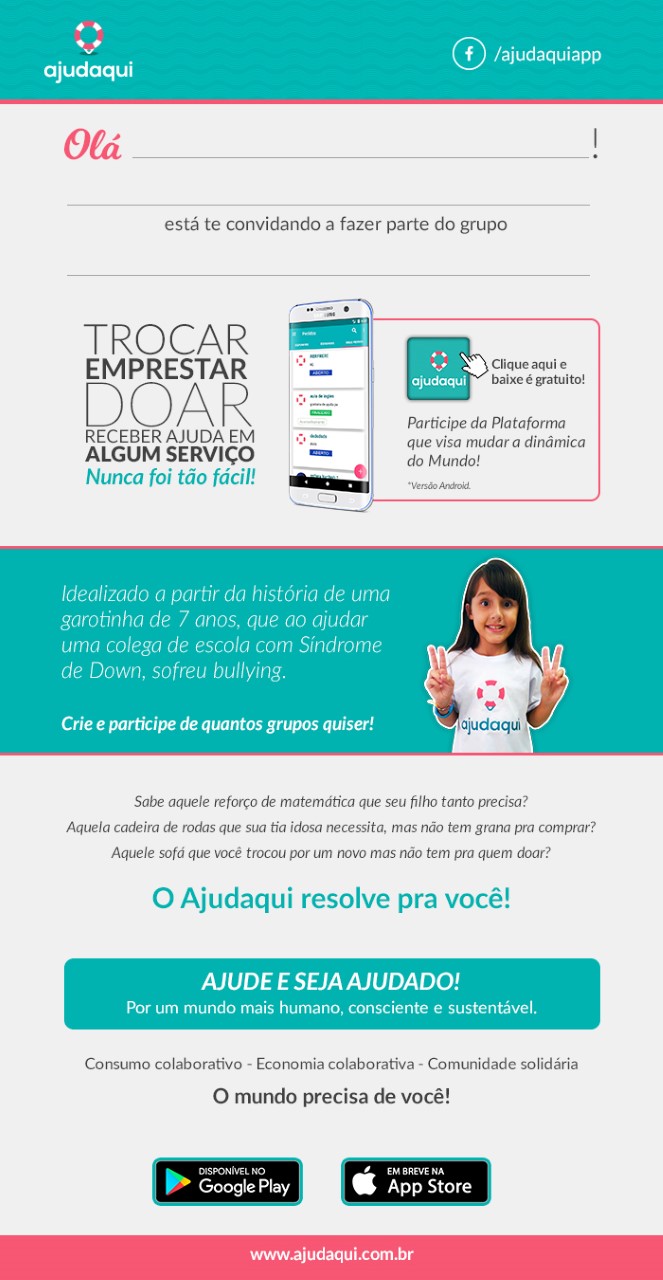 ajudaqui
/ajudaquiapp
Olá !
está te convidando a fazer parte do grupo
TROCAR
EMPRESTAR
DOAR
RECEBER AJUDA EM
ALGUM SERVIÇO
Nunca foi tão fácil!
ABERTO
ABERTO
ajudaqui
Clique aqui e
baixe é gratuito!
Participe da Plataforma
que visa mudar a dinâmica
do Mundo!
*Versão Android.
Idealizado a partir da história de uma
garotinha de 7 anos, que ao ajudar
uma colega de escola com Síndrome
de Down, sofreu bullying.
Crie e participe de quantos grupos quiser!
ajudaqui
Sabe aquele reforço de matemática que seu filho tanto precisa?
Aquela cadeira de rodas que sua tia idosa necessita, mas não tem grana pra comprar?
Aquele sofá que você trocou por um novo mas não tem pra quem doar?
O Ajudaqui resolve pra você!
AJUDE E SEJA AJUDADO!
Por um mundo mais humano, consciente e sustentável.
Consumo colaborativo - Economia colaborativa - Comunidade solidária
O mundo precisa de você!
DISPONÍVEL NO
Google Play
EM BREVE NA
App Store
www.ajudaqui.com.br